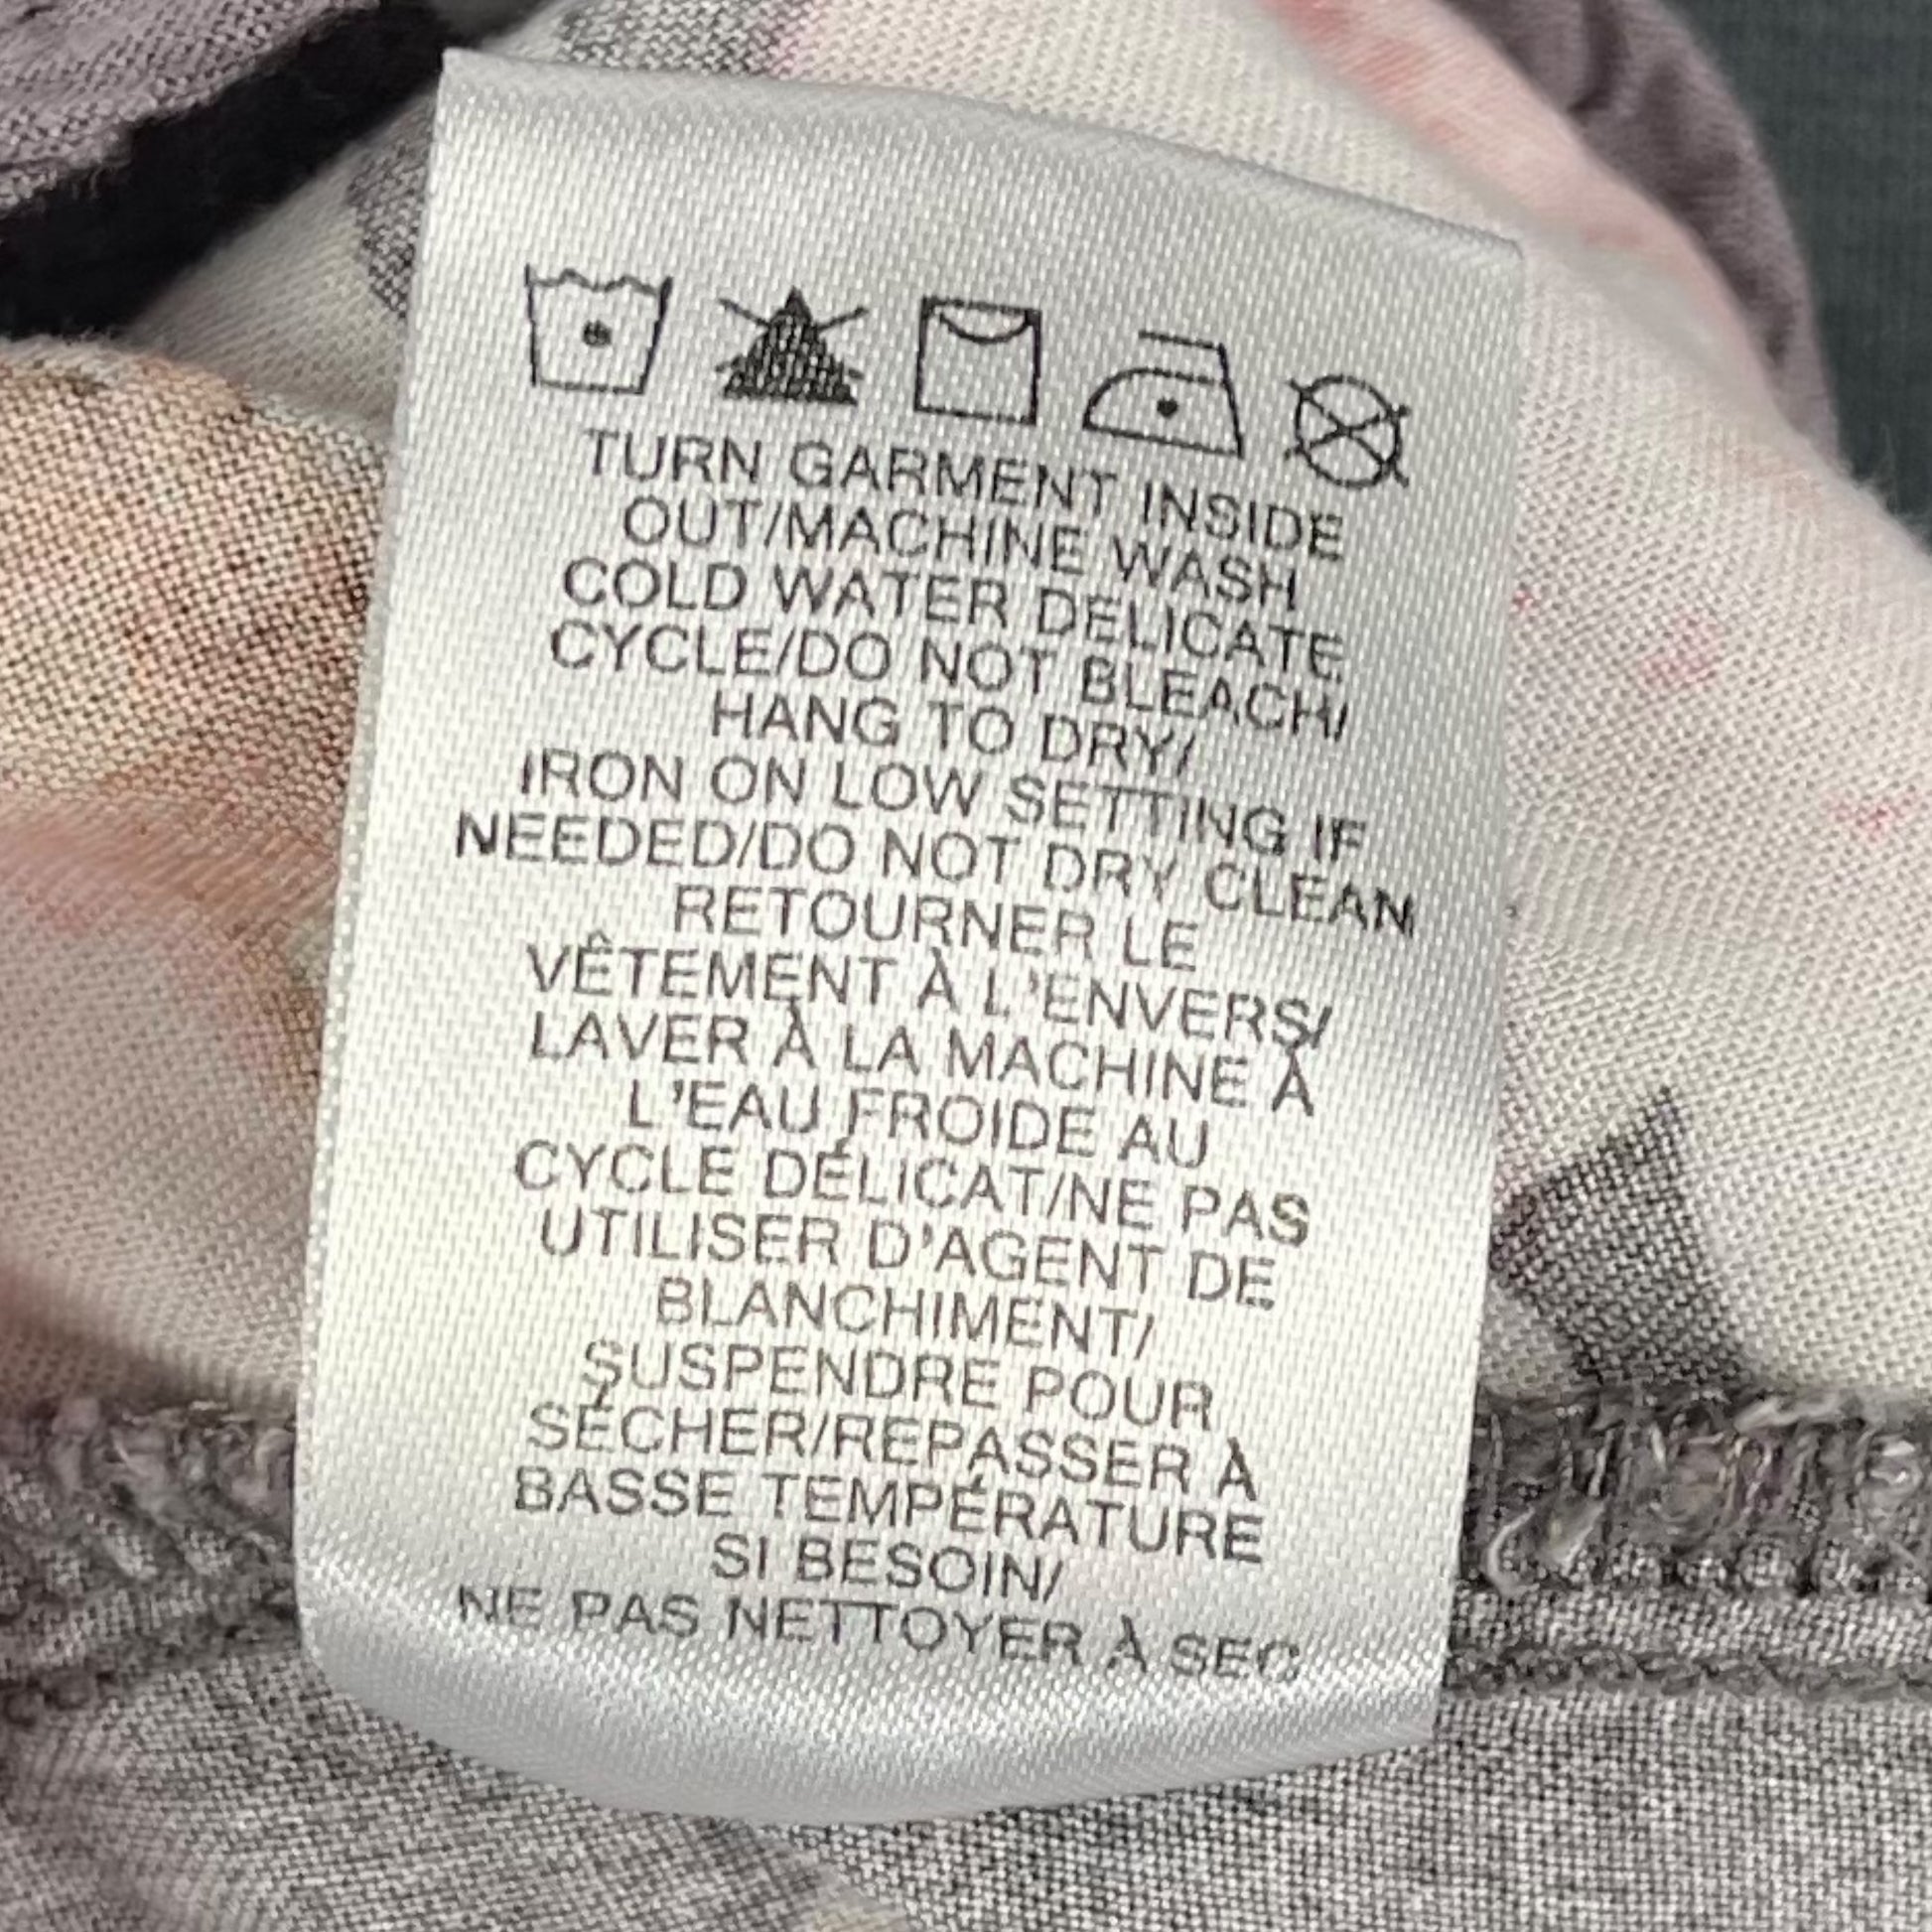 TURN GARMENT INSIDE
OUT/MACHINE WASH
COLD WATER DELICATE
CYCLE/DO NOT BLEACH/
HANG TO DRY/
IRON ON LOW SETTING IF
NEEDED/DO NOT DRY CLEAN
RETOURNER LE
VÊTEMENT À L'ENVERS/
LAVER À LA MACHINE À
L'EAU FROIDE AU
CYCLE DÉLICAT/NE PAS
UTILISER D'AGENT DE
BLANCHIMENT/
SUSPENDRE POUR
SÉCHER/REPASSER À
BASSE TEMPÉRATURE
SI BESOIN/
NE PAS NETTOYER À SEC